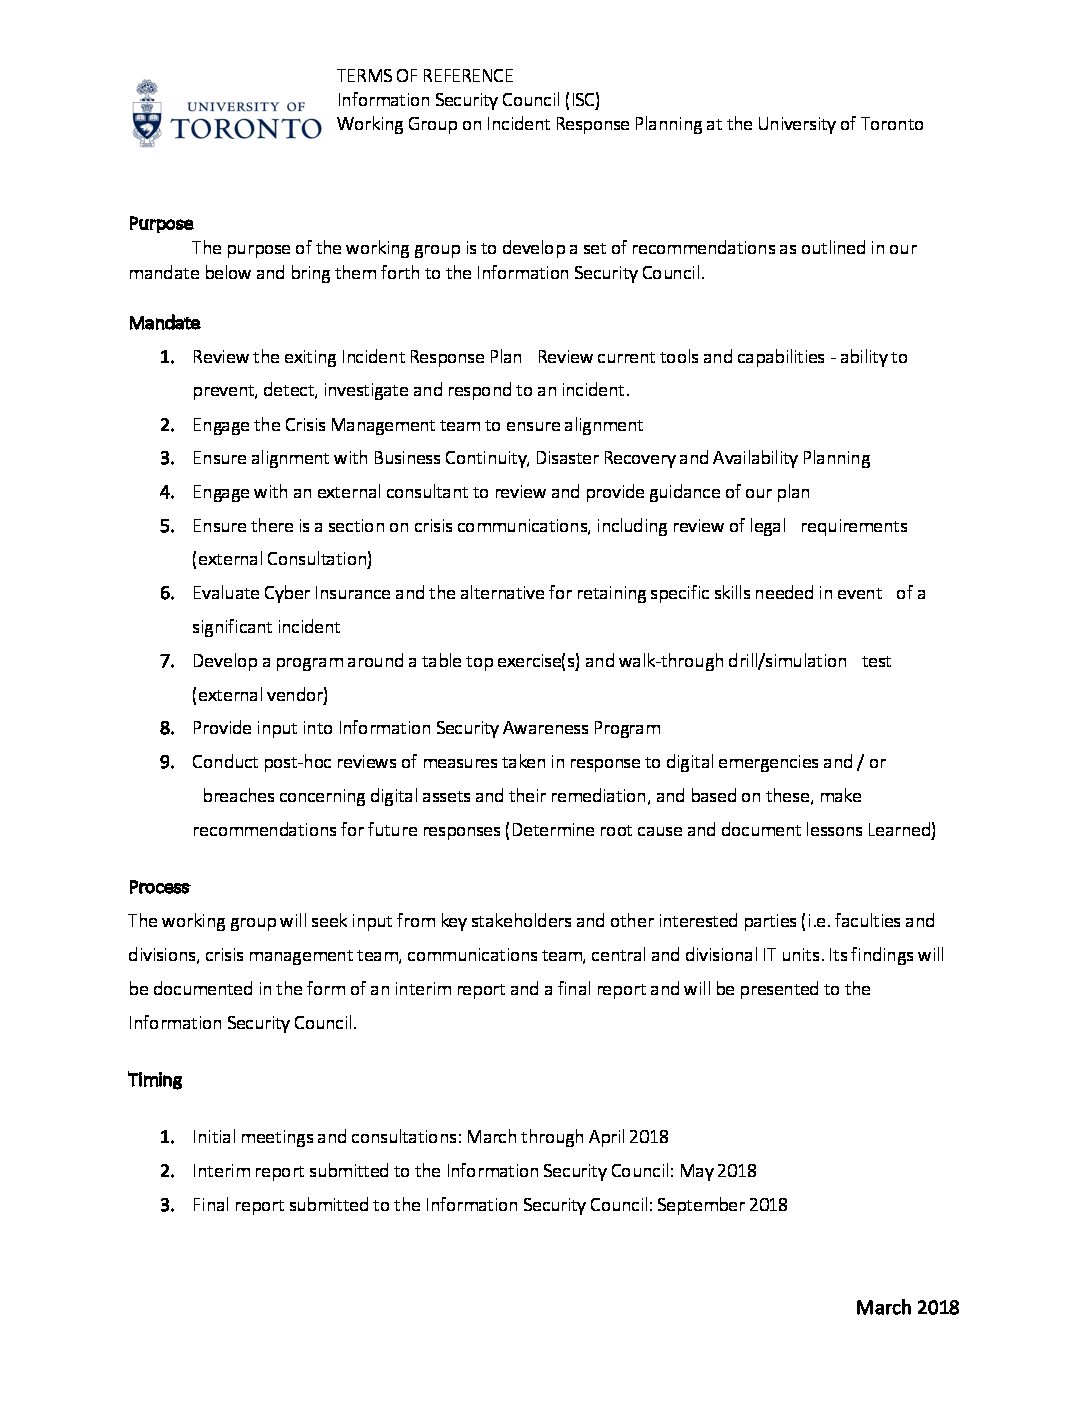 TERMS OF REFERENCE
Information Security Council (ISC)
Working Group on Incident Response Planning at the University of Toronto
UNIVERSITY OF
TORONTO
Purpose
The purpose of the working group is to develop a set of recommendations as outlined in our
mandate below and bring them forth to the Information Security Council.
Mandate
1. Review the exiting Incident Response Plan Review current tools and capabilities - ability to
prevent, detect, investigate and respond to an incident.
2. Engage the Crisis Management team to ensure alignment
3. Ensure alignment with Business Continuity, Disaster Recovery and Availability Planning
4. Engage with an external consultant to review and provide guidance of our plan
5. Ensure there is a section on crisis communications, including review of legal requirements
(external Consultation)
6. Evaluate Cyber Insurance and the alternative for retaining specific skills needed in event of a
significant incident
7. Develop a program around a table top exercise(s) and walk-through drill/simulation test
(external vendor)
8. Provide input into Information Security Awareness Program
9. Conduct post-hoc reviews of measures taken in response to digital emergencies and / or
breaches concerning digital assets and their remediation, and based on these, make
recommendations for future responses (Determine root cause and document lessons Learned)
Process
The working group will seek input from key stakeholders and other interested parties (i.e. faculties and
divisions, crisis management team, communications team, central and divisional IT units. Its findings will
be documented in the form of an interim report and a final report and will be presented to the
Information Security Council.
Timing
1. Initial meetings and consultations: March through April 2018
2. Interim report submitted to the Information Security Council: May 2018
3. Final report submitted to the Information Security Council: September 2018
March 2018